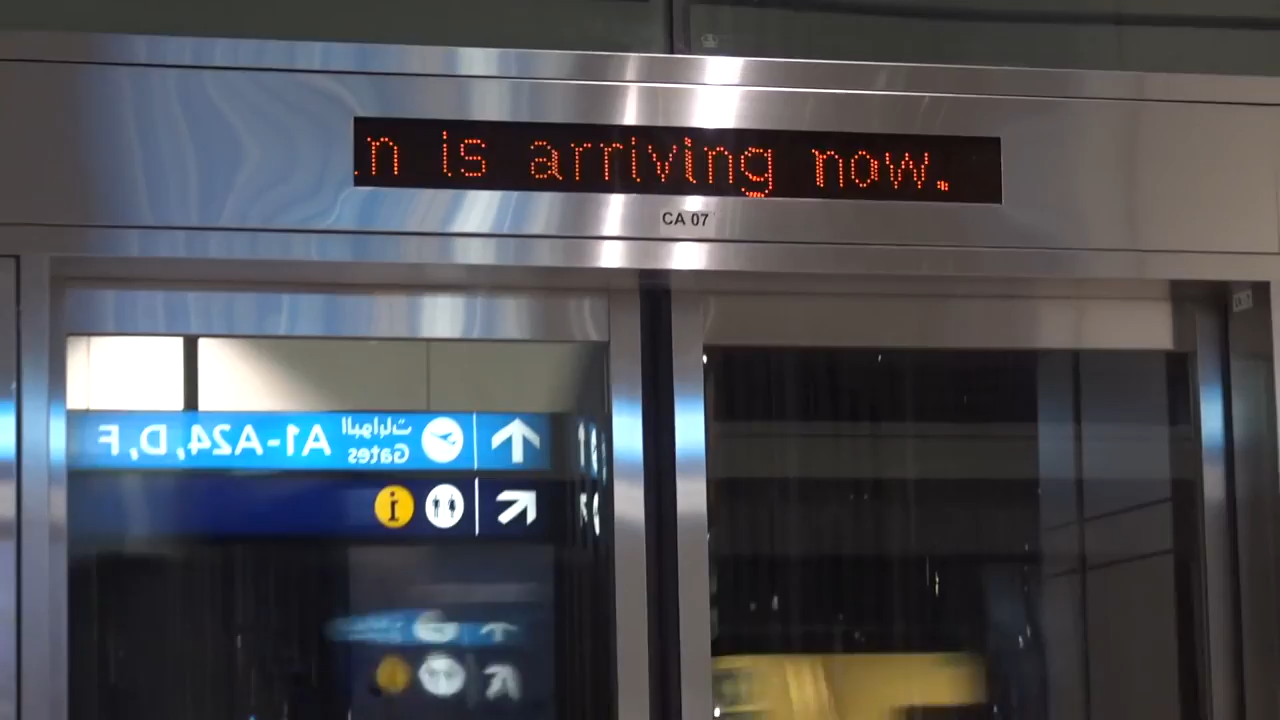 n is arriving now.
CA 07
A1-A24, D, F
البوابات
Gates
i